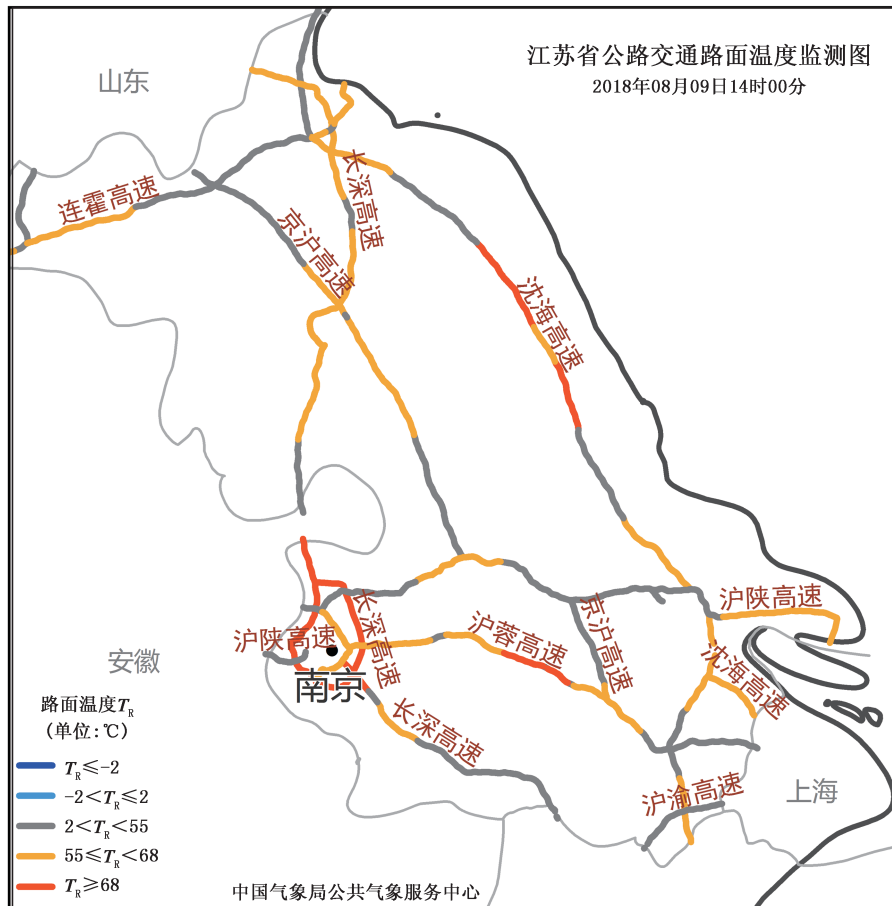 江苏省公路交通路面温度监测图
2018年08月09日14时00分
山东
连霍高速
长深高速
京沪高速
沈海高速
沪陕高速
长深高速
沪陕高速
沪蓉高速
京沪高速
沈海高速
安徽
南京
长深高速
沪渝高速
上海
路面温度TR
(单位:℃)
TR≤-2
-2<TR≤2
2<TR<55
55≤TR<68
TR≥68
中国气象局公共气象服务中心